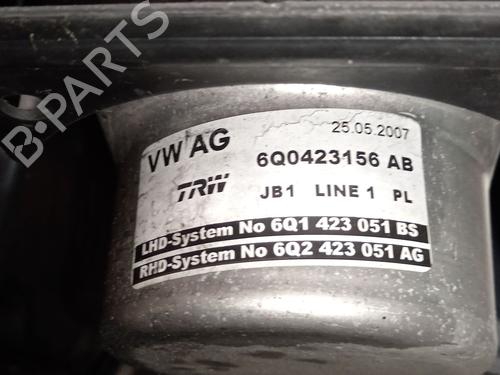 B-PARTS
VW AG
25.05.2007
6Q0423156 AB
TRW
JB1 LINE 1 PL
LHD-System No 6Q1 423 051 BS
RHD-System No 6Q2 423 051 AG